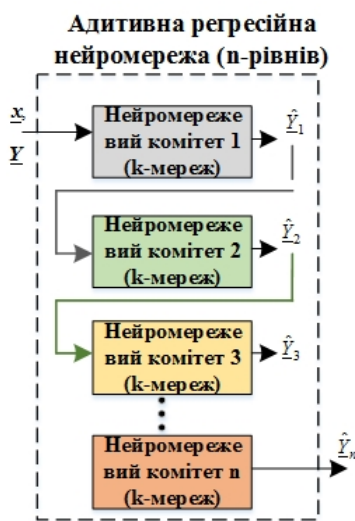 Адитивна регресійна
нейромережа (n-рівнів)
x,
Y
Нейромереже
вий комітет 1
(k-мереж)
Ŷ1
Нейромереже
вий комітет 2
(k-мереж)
Ŷ2
Нейромереже
вий комітет 3
(k-мереж)
Ŷ3
Нейромереже
вий комітет n
(k-мереж)
Ŷn